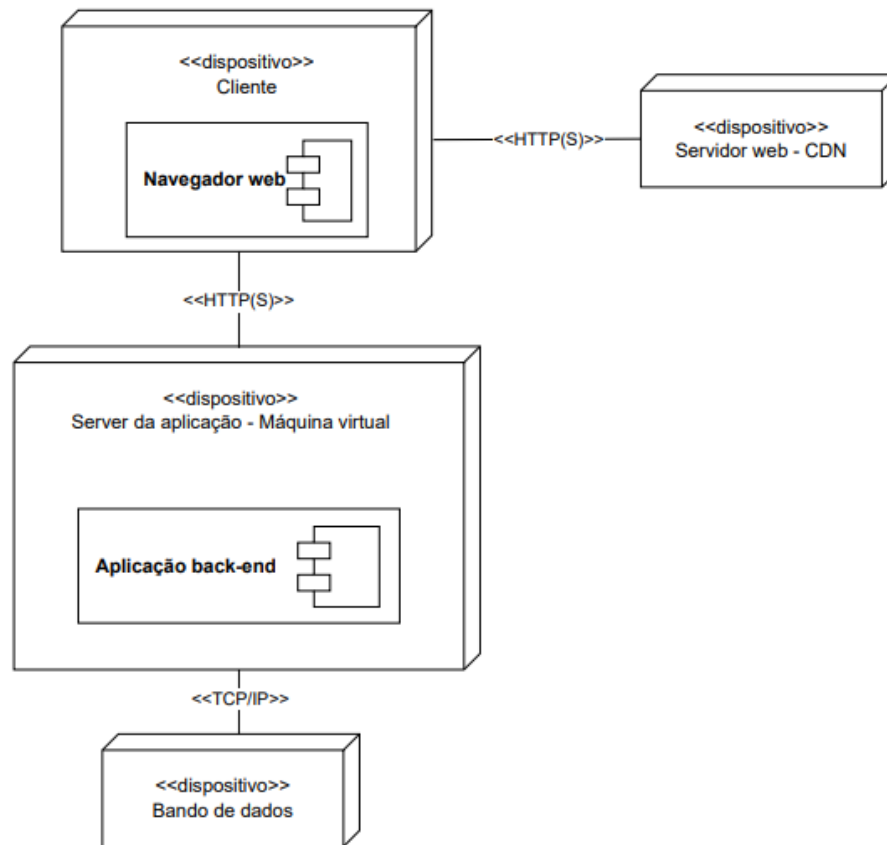 <<dispositivo>>
Cliente
Navegador web
<<HTTP(S)>>
<<dispositivo>>
Servidor web - CDN
<<HTTP(S)>>
<<dispositivo>>
Server da aplicação - Máquina virtual
Aplicação back-end
<<TCP/IP>>
<<dispositivo>>
Bando de dados